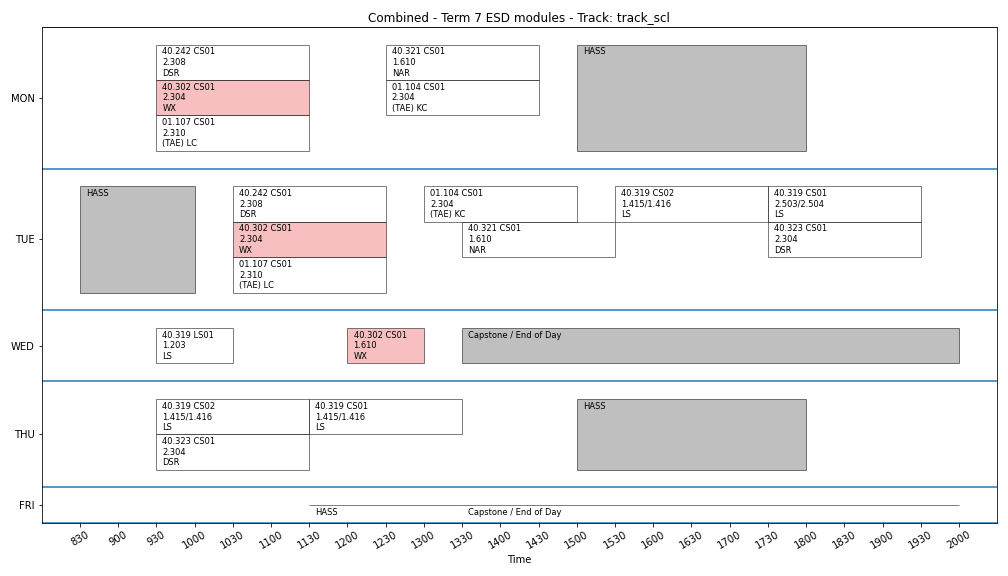 Combined - Term 7 ESD modules - Track: track_scl
MON
40.242 CS01
2.308
DSR
40.302 CS01
2.304
WX
01.107 CS01
2.310
(TAE) LC
40.321 CS01
1.610
NAR
01.104 CS01
2.304
(TAE) KC
HASS
TUE
HASS
40.242 CS01
2.308
DSR
40.302 CS01
2.304
WX
01.107 CS01
2.310
(TAE) LC
01.104 CS01
2.304
(TAE) KC
40.321 CS01
1.610
NAR
40.319 CS02
1.415/1.416
LS
40.319 CS01
2.503/2.504
LS
40.323 CS01
2.304
DSR
WED
40.319 LS01
1.203
LS
40.302 CS01
1.610
WX
Capstone / End of Day
THU
40.319 CS02
1.415/1.416
LS
40.323 CS01
2.304
DSR
40.319 CS01
1.415/1.416
LS
HASS
FRI
HASS
Capstone / End of Day
830 900 930 1000 1030 1100 1130 1200 1230 1300 1330 1400 1430 1500 1530 1600 1630 1700 1730 1800 1830 1900 1930 2000
Time